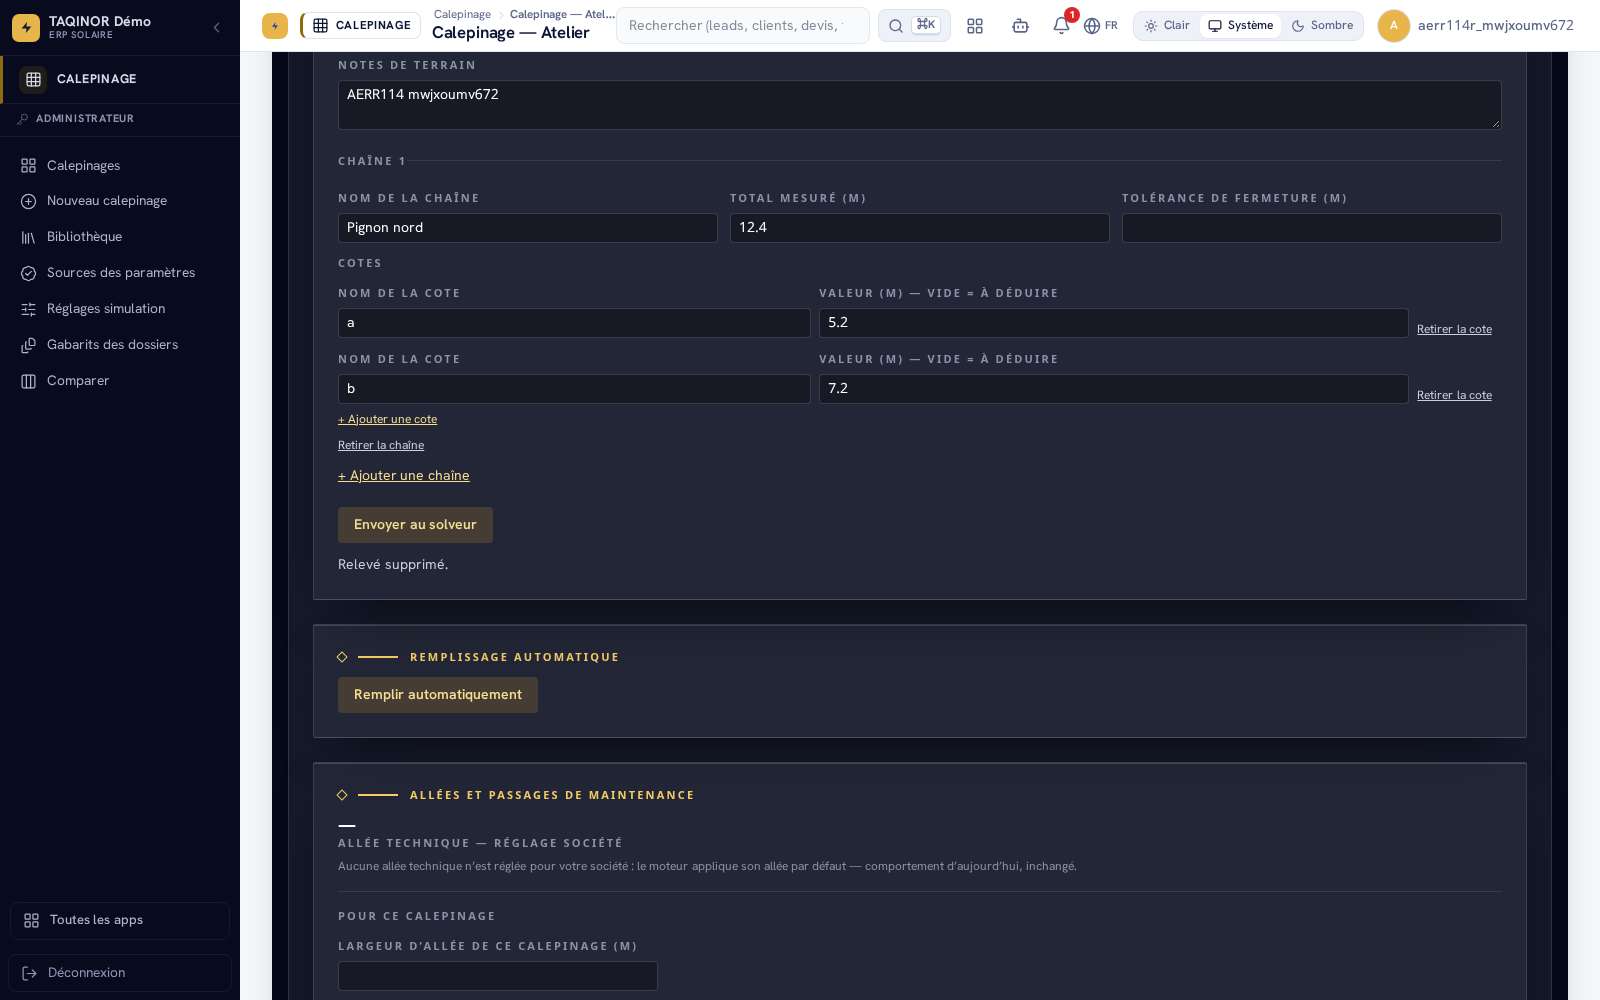 TAQINOR Démo
ERP SOLAIRE
CALEPINAGE
ADMINISTRATEUR
Calepinages
Nouveau calepinage
Bibliothèque
Sources des paramètres
Réglages simulation
Gabarits des dossiers
Comparer
Toutes les apps
Déconnexion
CALEPINAGE
Calepinage
Calepinage — Atel...
Calepinage — Atelier
Rechercher (leads, clients, devis,
⌘K
1
FR
Clair
Système
Sombre
A
aerr114r_mwjxoumv672
NOTES DE TERRAIN
AERR114 mwjxoumv672
CHAÎNE 1
NOM DE LA CHAÎNE
TOTAL MESURÉ (M)
TOLÉRANCE DE FERMETURE (M)
Pignon nord
12.4
COTES
NOM DE LA COTE
VALEUR (M) — VIDE = À DÉDUIRE
a
5.2
Retirer la cote
NOM DE LA COTE
VALEUR (M) — VIDE = À DÉDUIRE
b
7.2
Retirer la cote
+ Ajouter une cote
Retirer la chaîne
+ Ajouter une chaîne
Envoyer au solveur
Relevé supprimé.
REMPLISSAGE AUTOMATIQUE
Remplir automatiquement
ALLÉES ET PASSAGES DE MAINTENANCE
—
ALLÉE TECHNIQUE — RÉGLAGE SOCIÉTÉ
Aucune allée technique n’est réglée pour votre société : le moteur applique son allée par défaut — comportement d’aujourd’hui, inchangé.
POUR CE CALEPINAGE
LARGEUR D'ALLÉE DE CE CALEPINAGE (M)